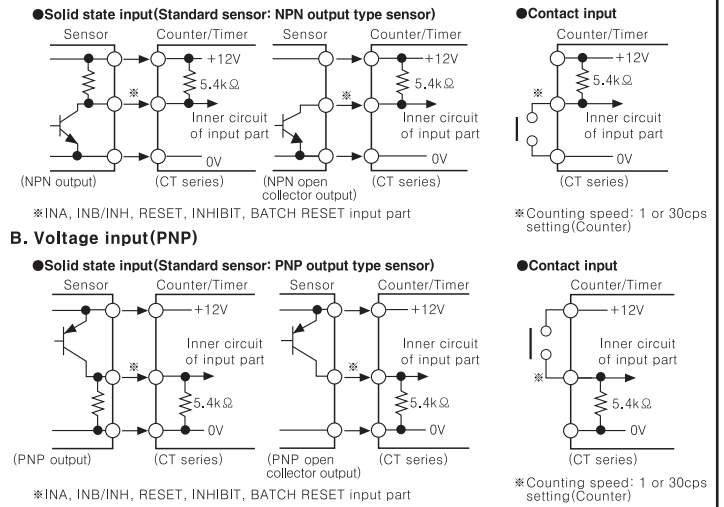 ●Solid state input(Standard sensor: NPN output type sensor)
Sensor
Counter/Timer
+12V
5.4kΩ
※
Inner circuit
of input part
0V
(NPN output)
(CT series)
Sensor
Counter/Timer
+12V
5.4kΩ
※
Inner circuit
of input part
0V
(NPN open
collector output)
(CT series)
※INA, INB/INH, RESET, INHIBIT, BATCH RESET input part
●Contact input
Counter/Timer
+12V
5.4kΩ
※
Inner circuit
of input part
0V
(CT series)
※Counting speed: 1 or 30cps
setting(Counter)
B. Voltage input(PNP)
●Solid state input(Standard sensor: PNP output type sensor)
Sensor
Counter/Timer
+12V
Inner circuit
of input part
※
5.4kΩ
0V
(PNP output)
(CT series)
Sensor
Counter/Timer
+12V
Inner circuit
of input part
※
5.4kΩ
0V
(PNP open
collector output)
(CT series)
※INA, INB/INH, RESET, INHIBIT, BATCH RESET input part
●Contact input
Counter/Timer
+12V
Inner circuit
of input part
※
5.4kΩ
0V
(CT series)
※Counting speed: 1 or 30cps
setting(Counter)